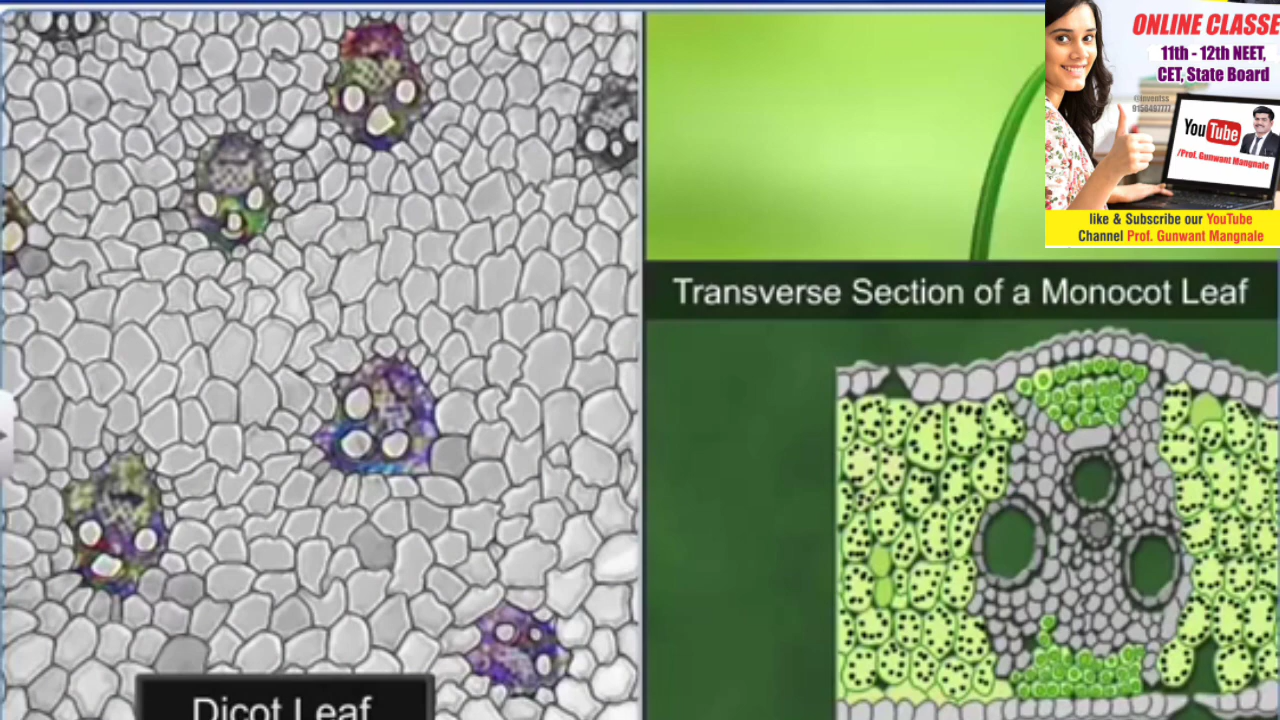 ONLINE CLASSE
11th - 12th NEET,
CET, State Board
9156467777
YouTube
/Prof. Gunwant Mangnale
like & Subscribe our YouTube
Channel Prof. Gunwant Mangnale
Transverse Section of a Monocot Leaf
Dicot Leaf